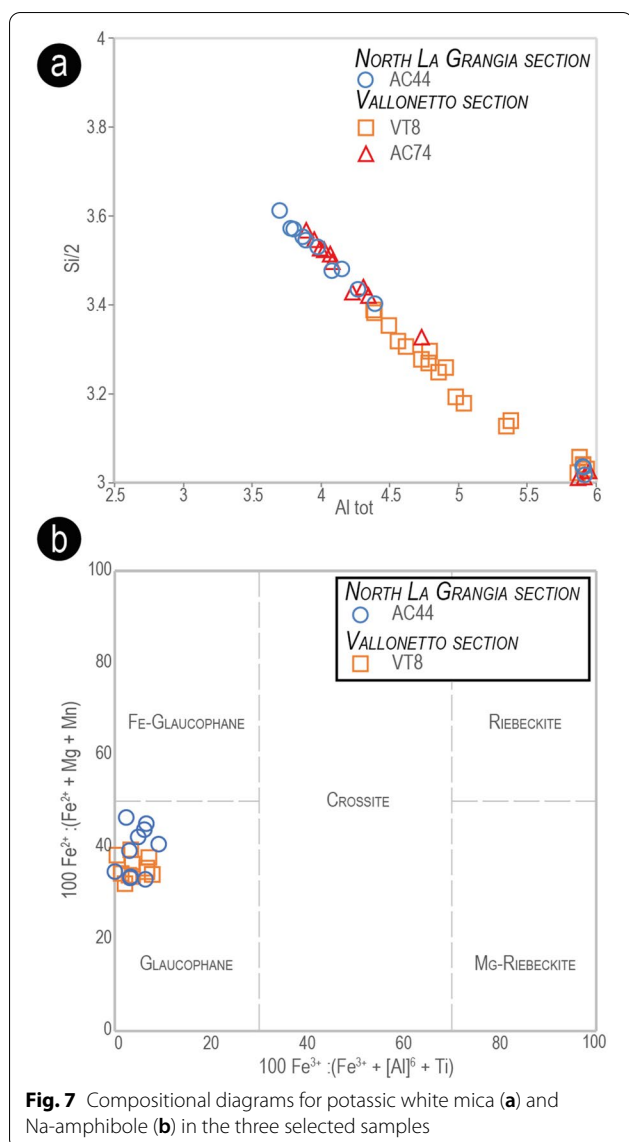 a
4
3.8
3.6
3.4
3.2
3
Si/2
NORTH LA GRANGIA SECTION
AC44
VALLONETTO SECTION
VT8
AC74
2.5 3 3.5 4 4.5 5 5.5 6
Al tot
b
100
80
60
40
20
0
100 Fe²⁺ :(Fe²⁺ + Mg + Mn)
NORTH LA GRANGIA SECTION
AC44
VALLONETTO SECTION
VT8
FE-GLAUCOPHANE
RIEBECKITE
CROSSITE
GLAUCOPHANE
MG-RIEBECKITE
0 20 40 60 80 100
100 Fe³⁺ :(Fe³⁺ + [Al]⁶ + Ti)
Fig. 7 Compositional diagrams for potassic white mica (a) and
Na-amphibole (b) in the three selected samples